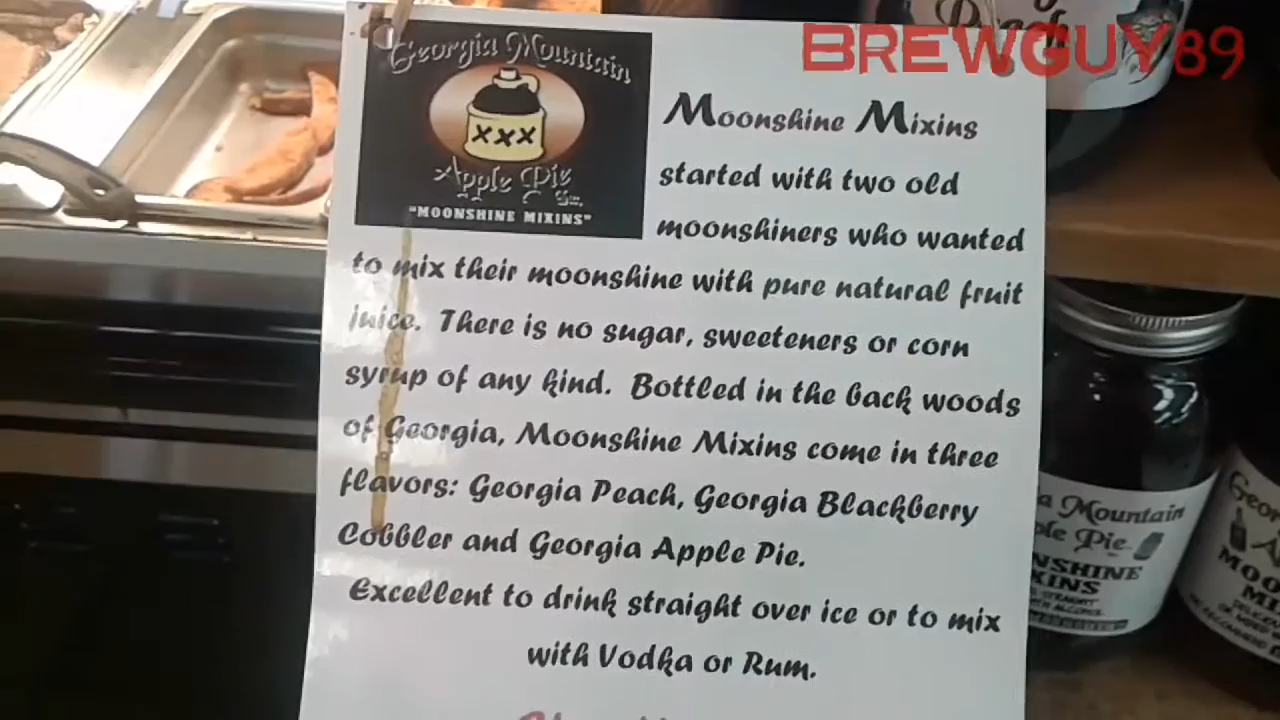 BREWGUY89
Georgia Mountain
XXX
Apple Pie
"MOONSHINE MIXINS"
Moonshine Mixins
started with two old
moonshiners who wanted
to mix their moonshine with pure natural fruit
juice. There is no sugar, sweeteners or corn
syrup of any kind. Bottled in the back woods
of Georgia, Moonshine Mixins come in three
flavors: Georgia Peach, Georgia Blackberry
Cobbler and Georgia Apple Pie.
Excellent to drink straight over ice or to mix
with Vodka or Rum.
Mountain
Pie